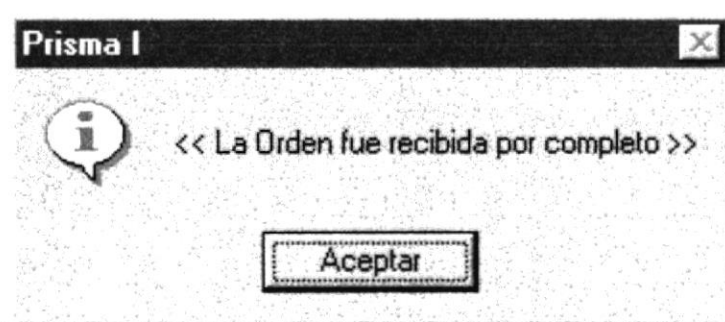 Prisma I
<< La Orden fue recibida por completo >>
Aceptar